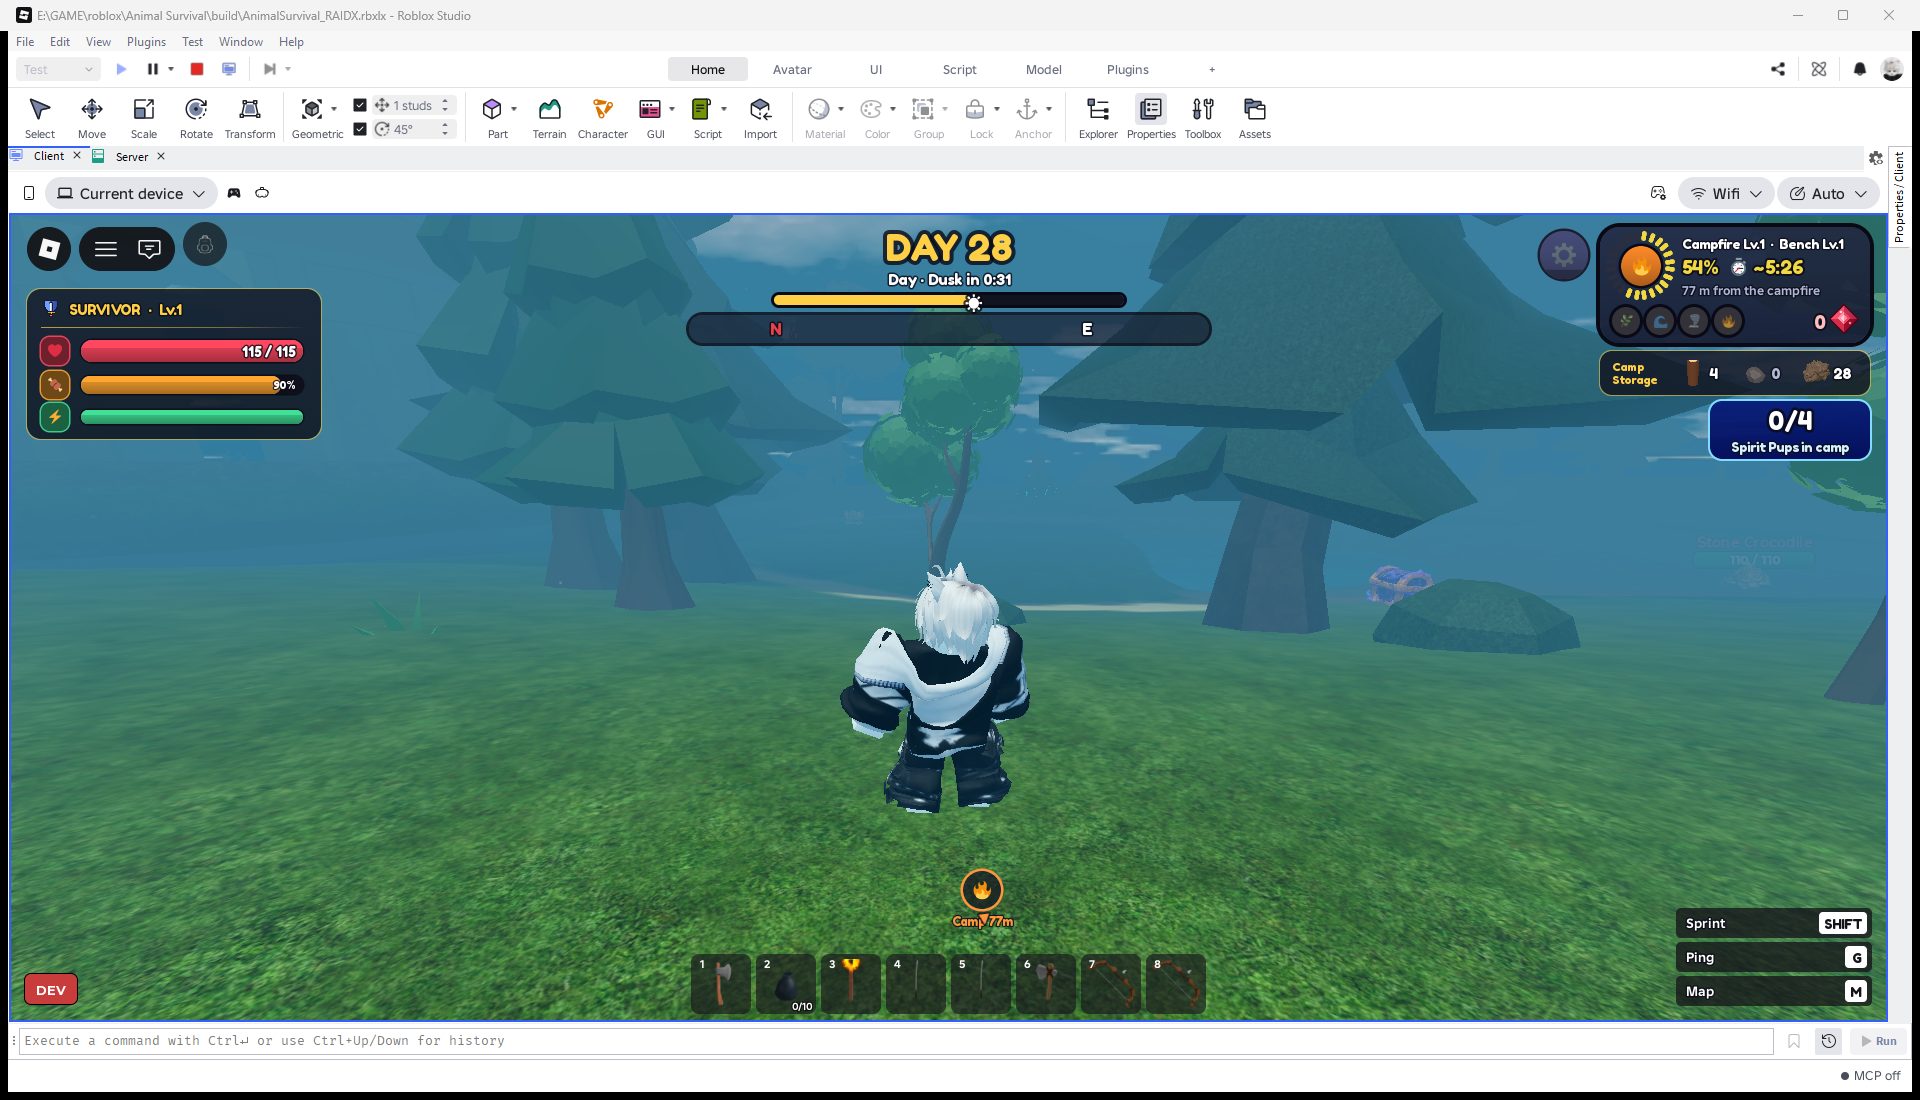 E:\GAME\roblox\Animal Survival\build\AnimalSurvival_RAIDX.rbxlx - Roblox Studio
File Edit View Plugins Test Window Help
Test
Home Avatar UI Script Model Plugins +
1 studs
45°
Select Move Scale Rotate Transform Geometric Part Terrain Character GUI Script Import Material Color Group Lock Anchor Explorer Properties Toolbox Assets
Client Server
Properties / Client
Current device
Wifi Auto
DAY 28
Day · Dusk in 0:31
N E
SURVIVOR · Lv.1
115 / 115
90%
Campfire Lv.1 · Bench Lv.1
54% ~5:26
77 m from the campfire
0
Camp Storage
4 0 28
0/4
Spirit Pups in camp
Stone Crocodile
110 / 110
Camp 77m
1 2 3 4 5 6 7 8
0/10
Sprint SHIFT
Ping G
Map M
DEV
Execute a command with Ctrl↵ or use Ctrl+Up/Down for history
Run
MCP off